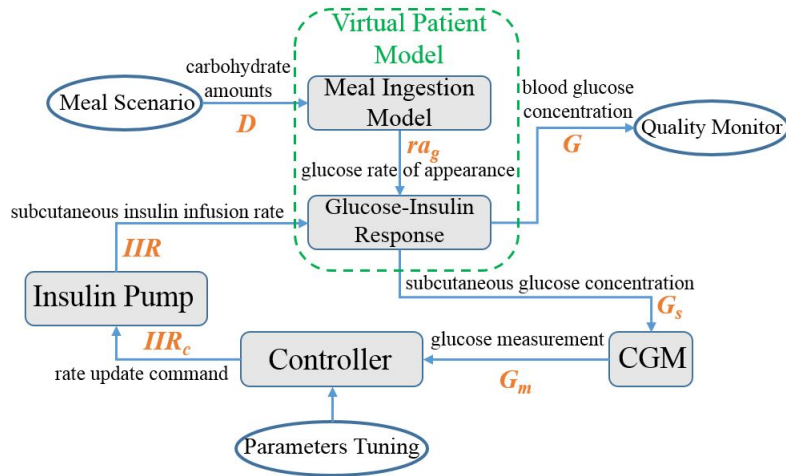 Virtual Patient
Model
carbohydrate
amounts
Meal Scenario
D
Meal Ingestion
Model
blood glucose
concentration
Quality Monitor
G
ra_g
glucose rate of appearance
subcutaneous insulin infusion rate
Glucose-Insulin
Response
IIR
subcutaneous glucose concentration
Insulin Pump
G_s
IIR_c
rate update command
Controller
glucose measurement
G_m
CGM
Parameters Tuning